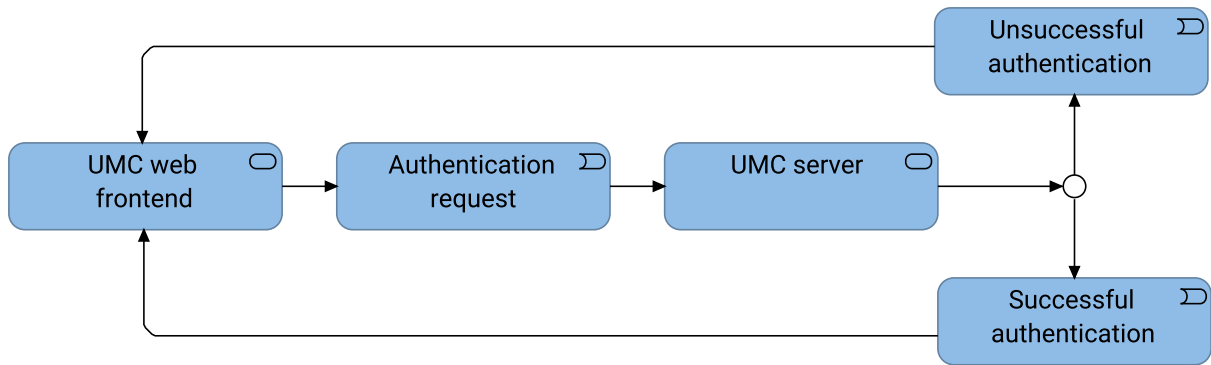 Unsuccessful
authentication
UMC web
frontend
Authentication
request
UMC server
Successful
authentication